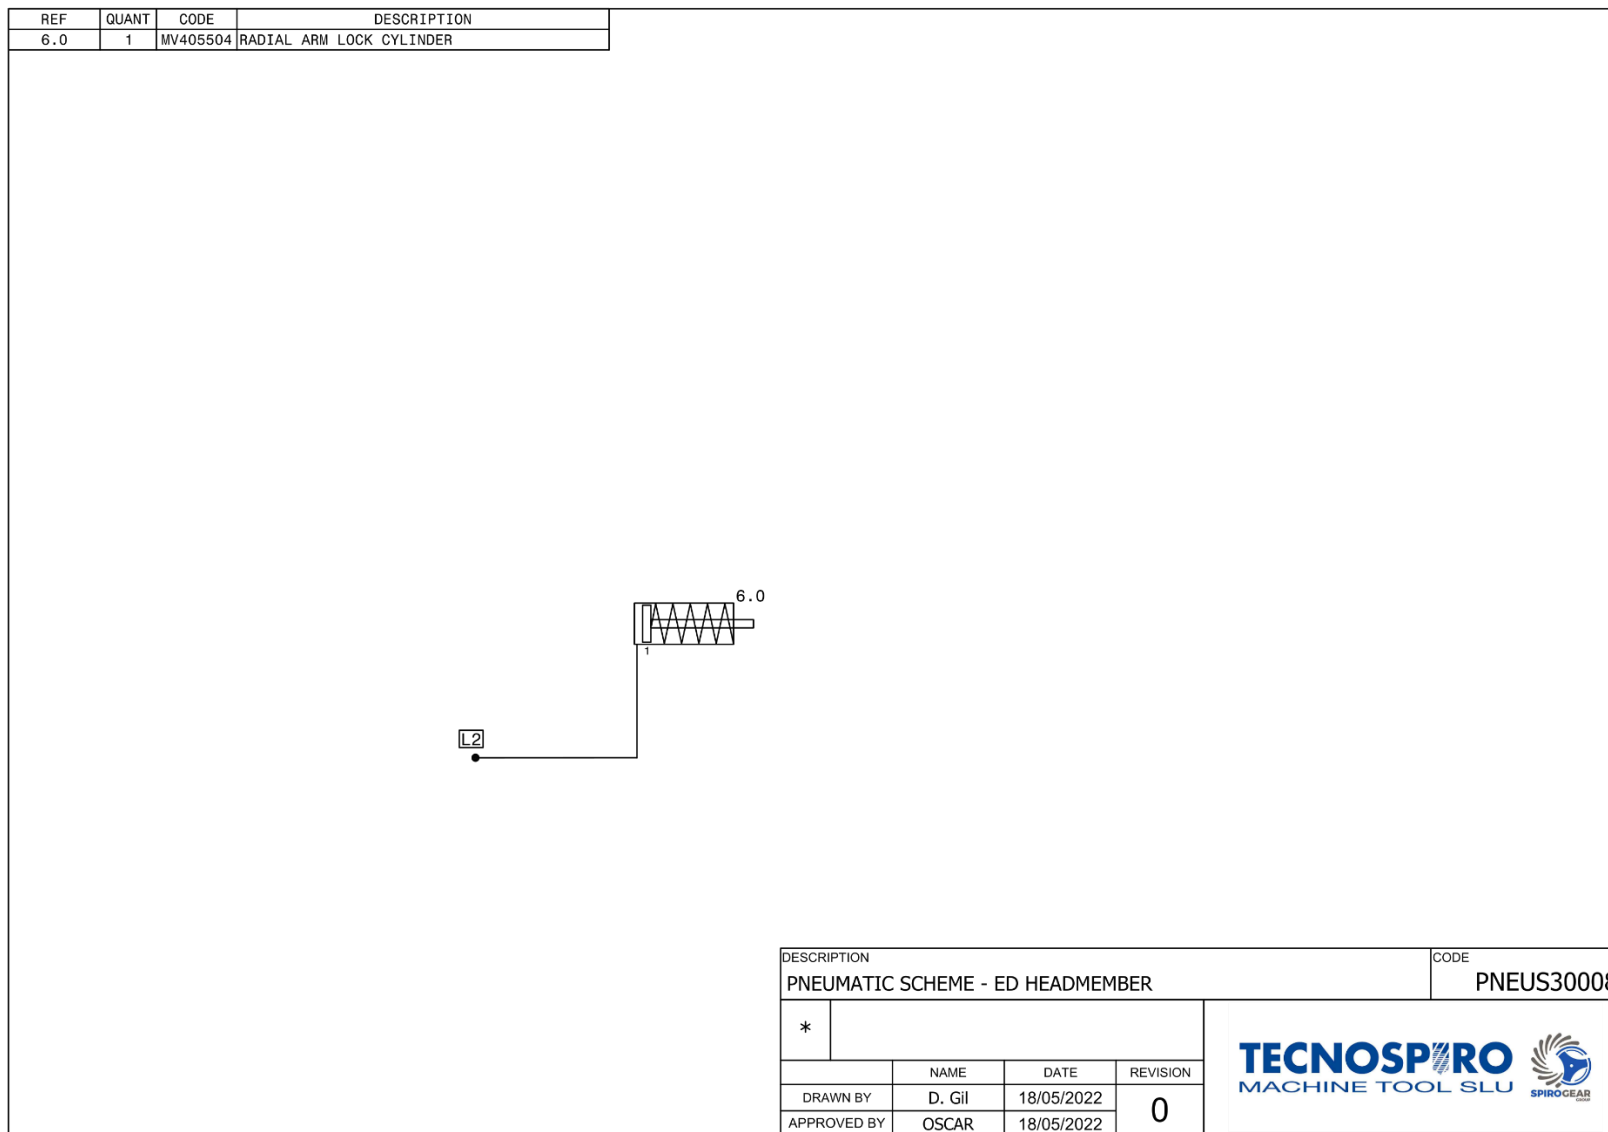 REF QUANT CODE DESCRIPTION
6.0 1 MV405504 RADIAL ARM LOCK CYLINDER
6.0
1
L2
DESCRIPTION CODE
PNEUMATIC SCHEME - ED HEADMEMBER PNEUS30008
*
NAME DATE REVISION
DRAWN BY D. Gil 18/05/2022 0
APPROVED BY OSCAR 18/05/2022
TECNOSPIRO
MACHINE TOOL SLU
SPIROGEAR
GROUP